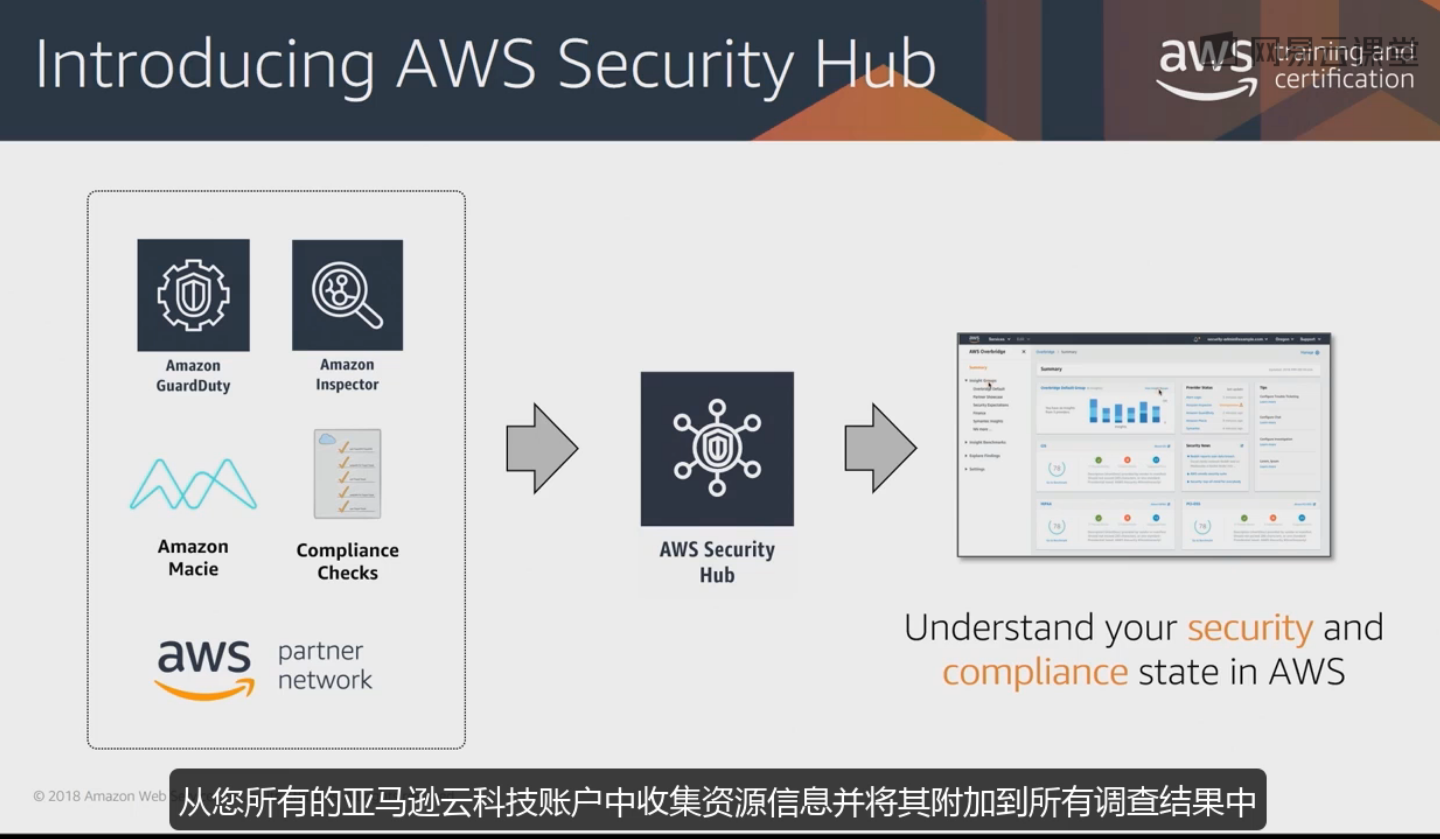 Introducing AWS Security Hub
aws training and
certification
网易云课堂
Amazon
GuardDuty
Amazon
Inspector
Amazon
Macie
Compliance
Checks
aws partner
network
AWS Security
Hub
aws
AWS Overbridge
Summary
Summary
Understand your security and
compliance state in AWS
© 2018 Amazon Web
从您所有的亚马逊云科技账户中收集资源信息并将其附加到所有调查结果中